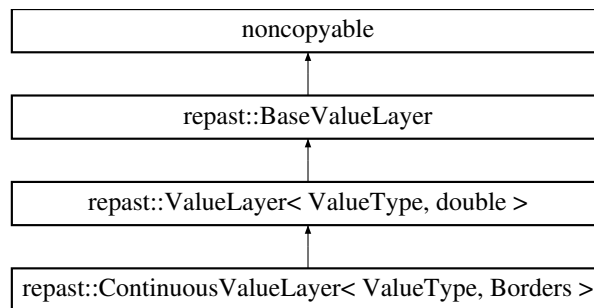 noncopyable
repast::BaseValueLayer
repast::ValueLayer< ValueType, double >
repast::ContinuousValueLayer< ValueType, Borders >